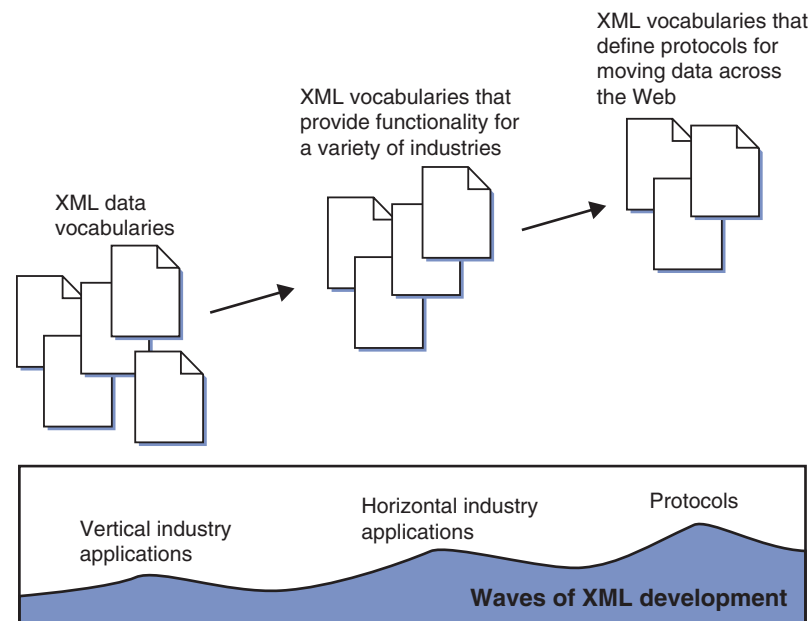 XML data
vocabularies
XML vocabularies that
provide functionality for
a variety of industries
XML vocabularies that
define protocols for
moving data across
the Web
Vertical industry
applications
Horizontal industry
applications
Protocols
Waves of XML development